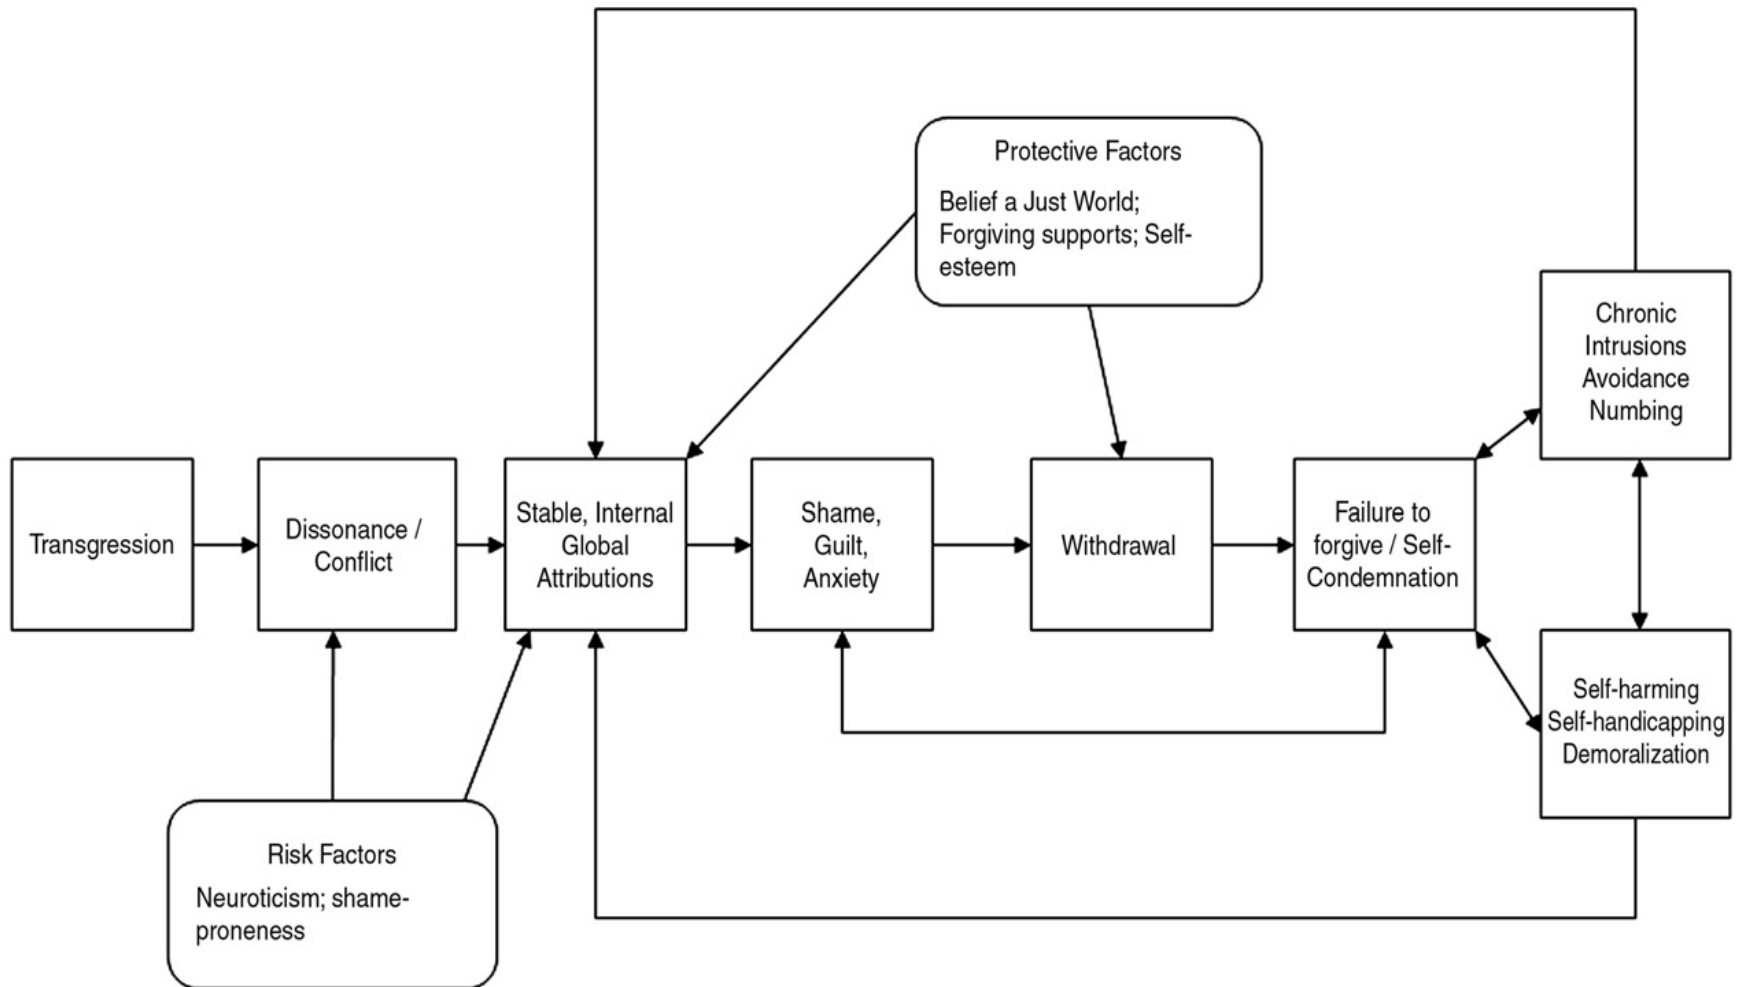 Protective Factors
Belief a Just World;
Forgiving supports; Self-
esteem
Chronic
Intrusions
Avoidance
Numbing
Transgression
Dissonance /
Conflict
Stable, Internal
Global
Attributions
Shame,
Guilt,
Anxiety
Withdrawal
Failure to
forgive / Self-
Condemnation
Self-harming
Self-handicapping
Demoralization
Risk Factors
Neuroticism; shame-
proneness